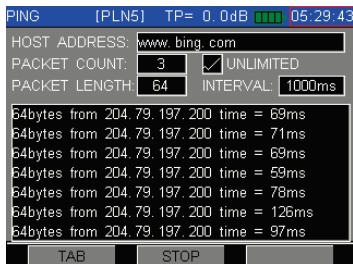 PING [PLN5] TP= 0.0dB 05:29:43
HOST ADDRESS: www.bing.com
PACKET COUNT: 3 UNLIMITED
PACKET LENGTH: 64 INTERVAL: 1000ms
64bytes from 204.79.197.200 time = 69ms
64bytes from 204.79.197.200 time = 71ms
64bytes from 204.79.197.200 time = 69ms
64bytes from 204.79.197.200 time = 59ms
64bytes from 204.79.197.200 time = 78ms
64bytes from 204.79.197.200 time = 126ms
64bytes from 204.79.197.200 time = 97ms
TAB STOP